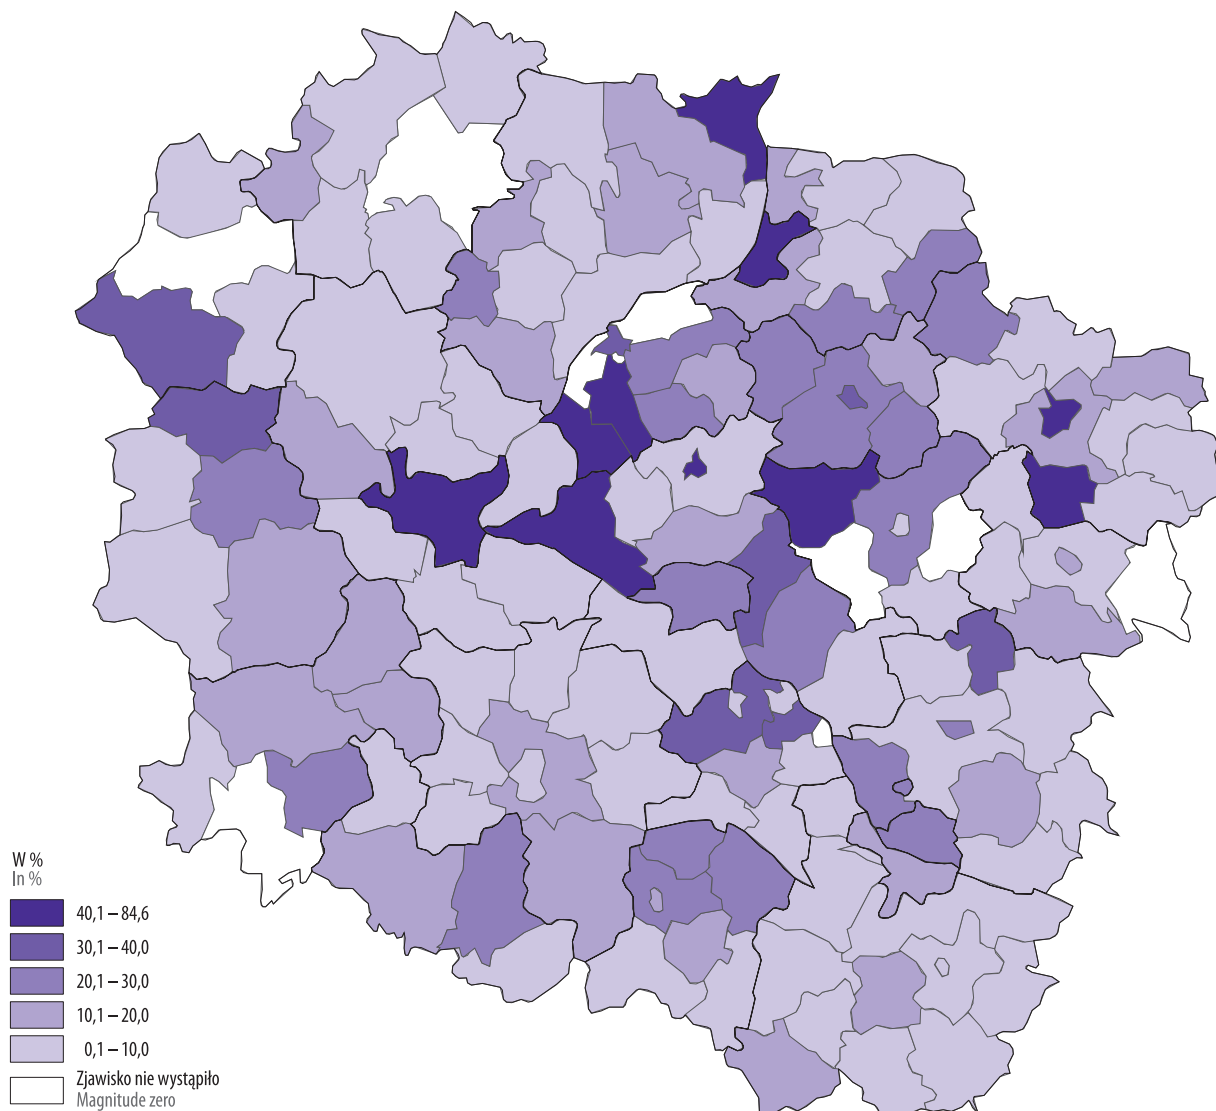 W %
In %
40,1 – 84,6
30,1 – 40,0
20,1 – 30,0
10,1 – 20,0
0,1 – 10,0
Zjawisko nie wystąpiło
Magnitude zero